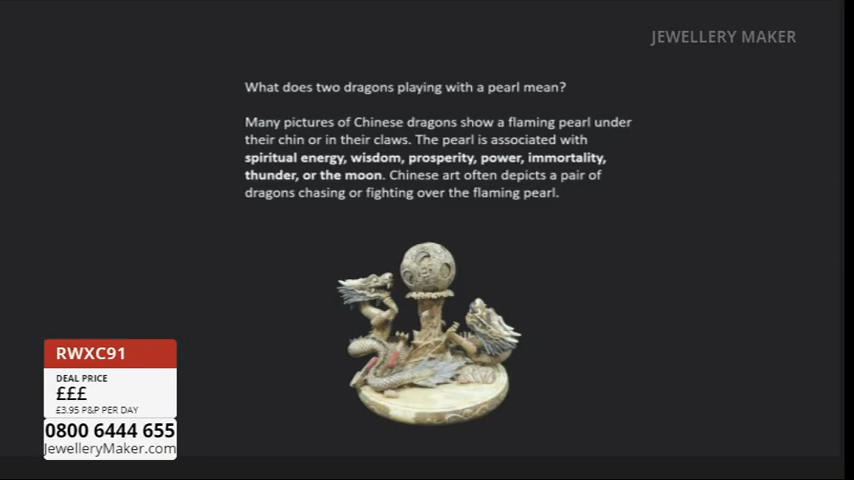 JEWELLERY MAKER
What does two dragons playing with a pearl mean?
Many pictures of Chinese dragons show a flaming pearl under
their chin or in their claws. The pearl is associated with
spiritual energy, wisdom, prosperity, power, immortality,
thunder, or the moon. Chinese art often depicts a pair of
dragons chasing or fighting over the flaming pearl.
RWXC91
DEAL PRICE
£££
£3.95 P&P PER DAY
0800 6444 655
JewelleryMaker.com